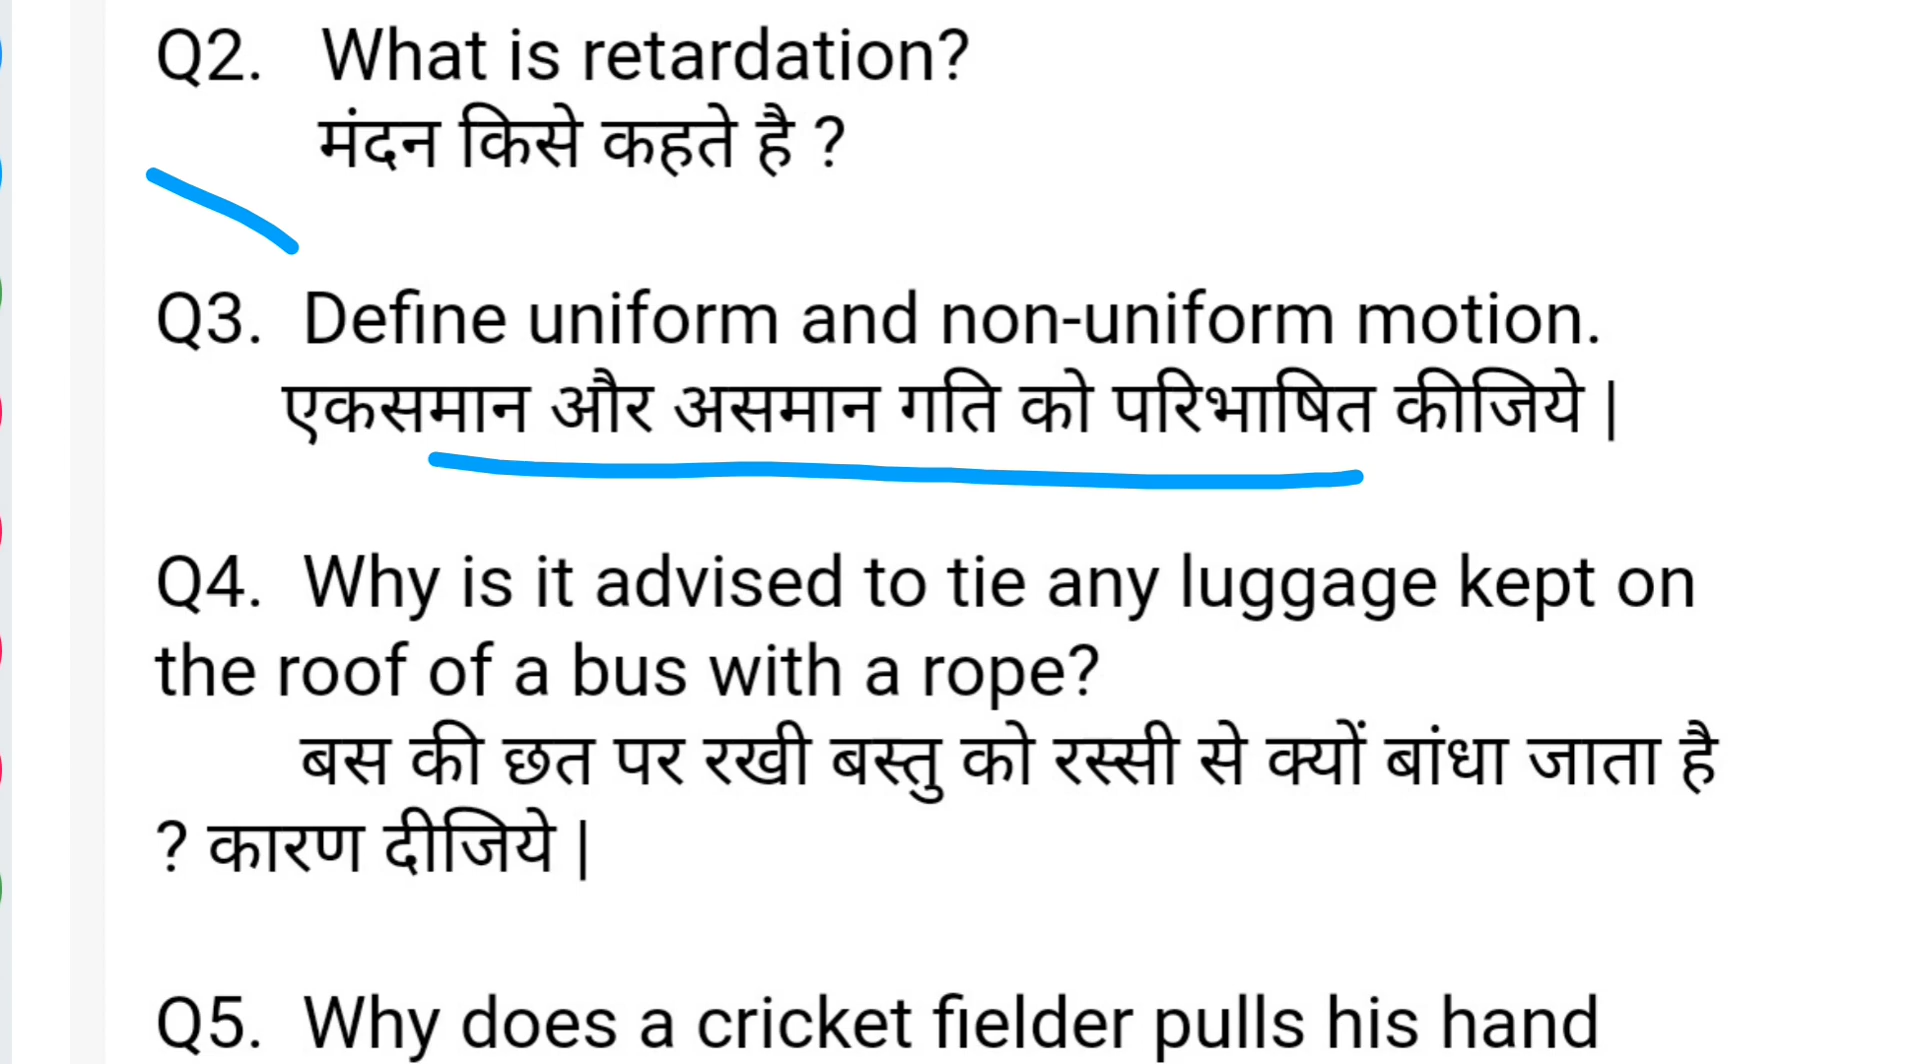 Q2. What is retardation?
मंदन किसे कहते है ?
Q3. Define uniform and non-uniform motion.
एकसमान और असमान गति को परिभाषित कीजिये |
Q4. Why is it advised to tie any luggage kept on
the roof of a bus with a rope?
बस की छत पर रखी बस्तु को रस्सी से क्यों बांधा जाता है
? कारण दीजिये |
Q5. Why does a cricket fielder pulls his hand